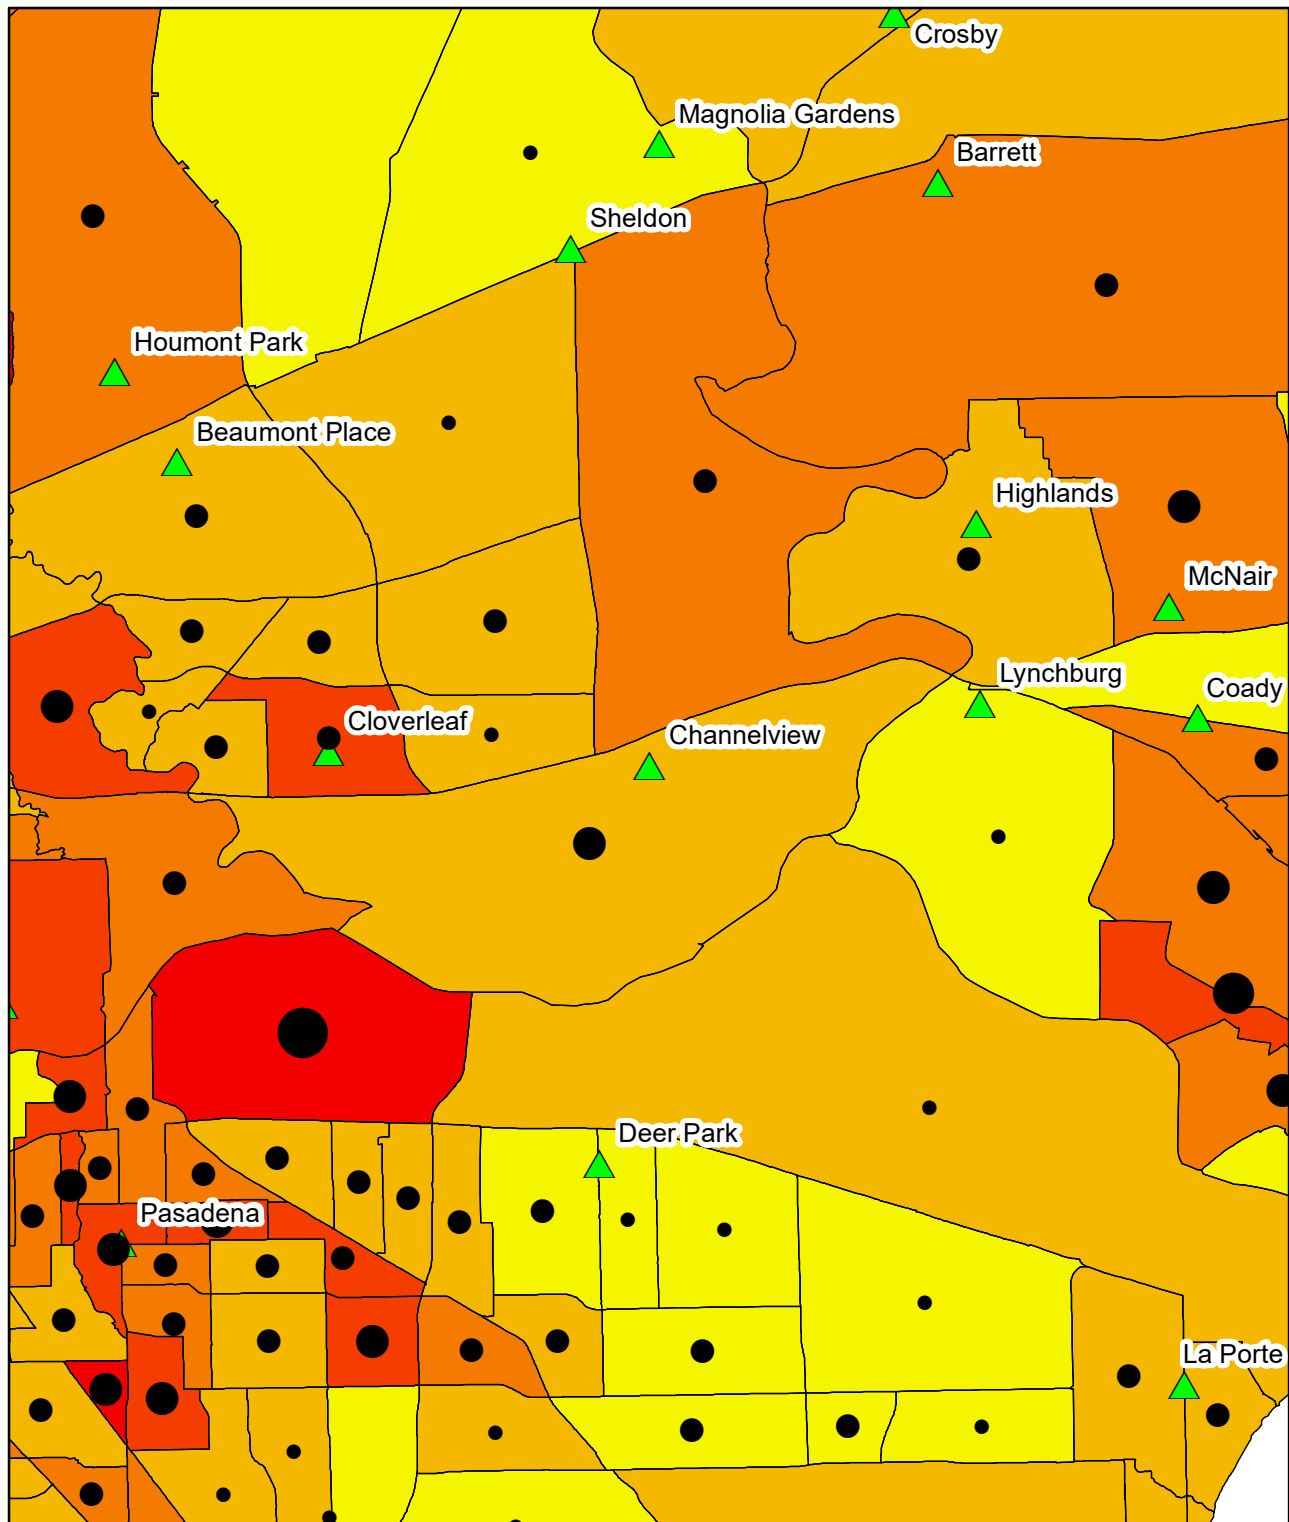 Crosby
Magnolia Gardens
Barrett
Sheldon
Houmont Park
Beaumont Place
Highlands
McNair
Lynchburg
Coady
Cloverleaf
Channelview
Deer Park
Pasadena
La Porte